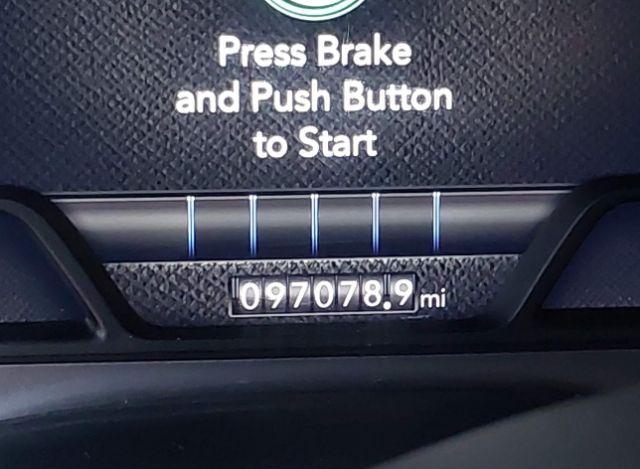 Press Brake
and Push Button
to Start
097078.9 mi